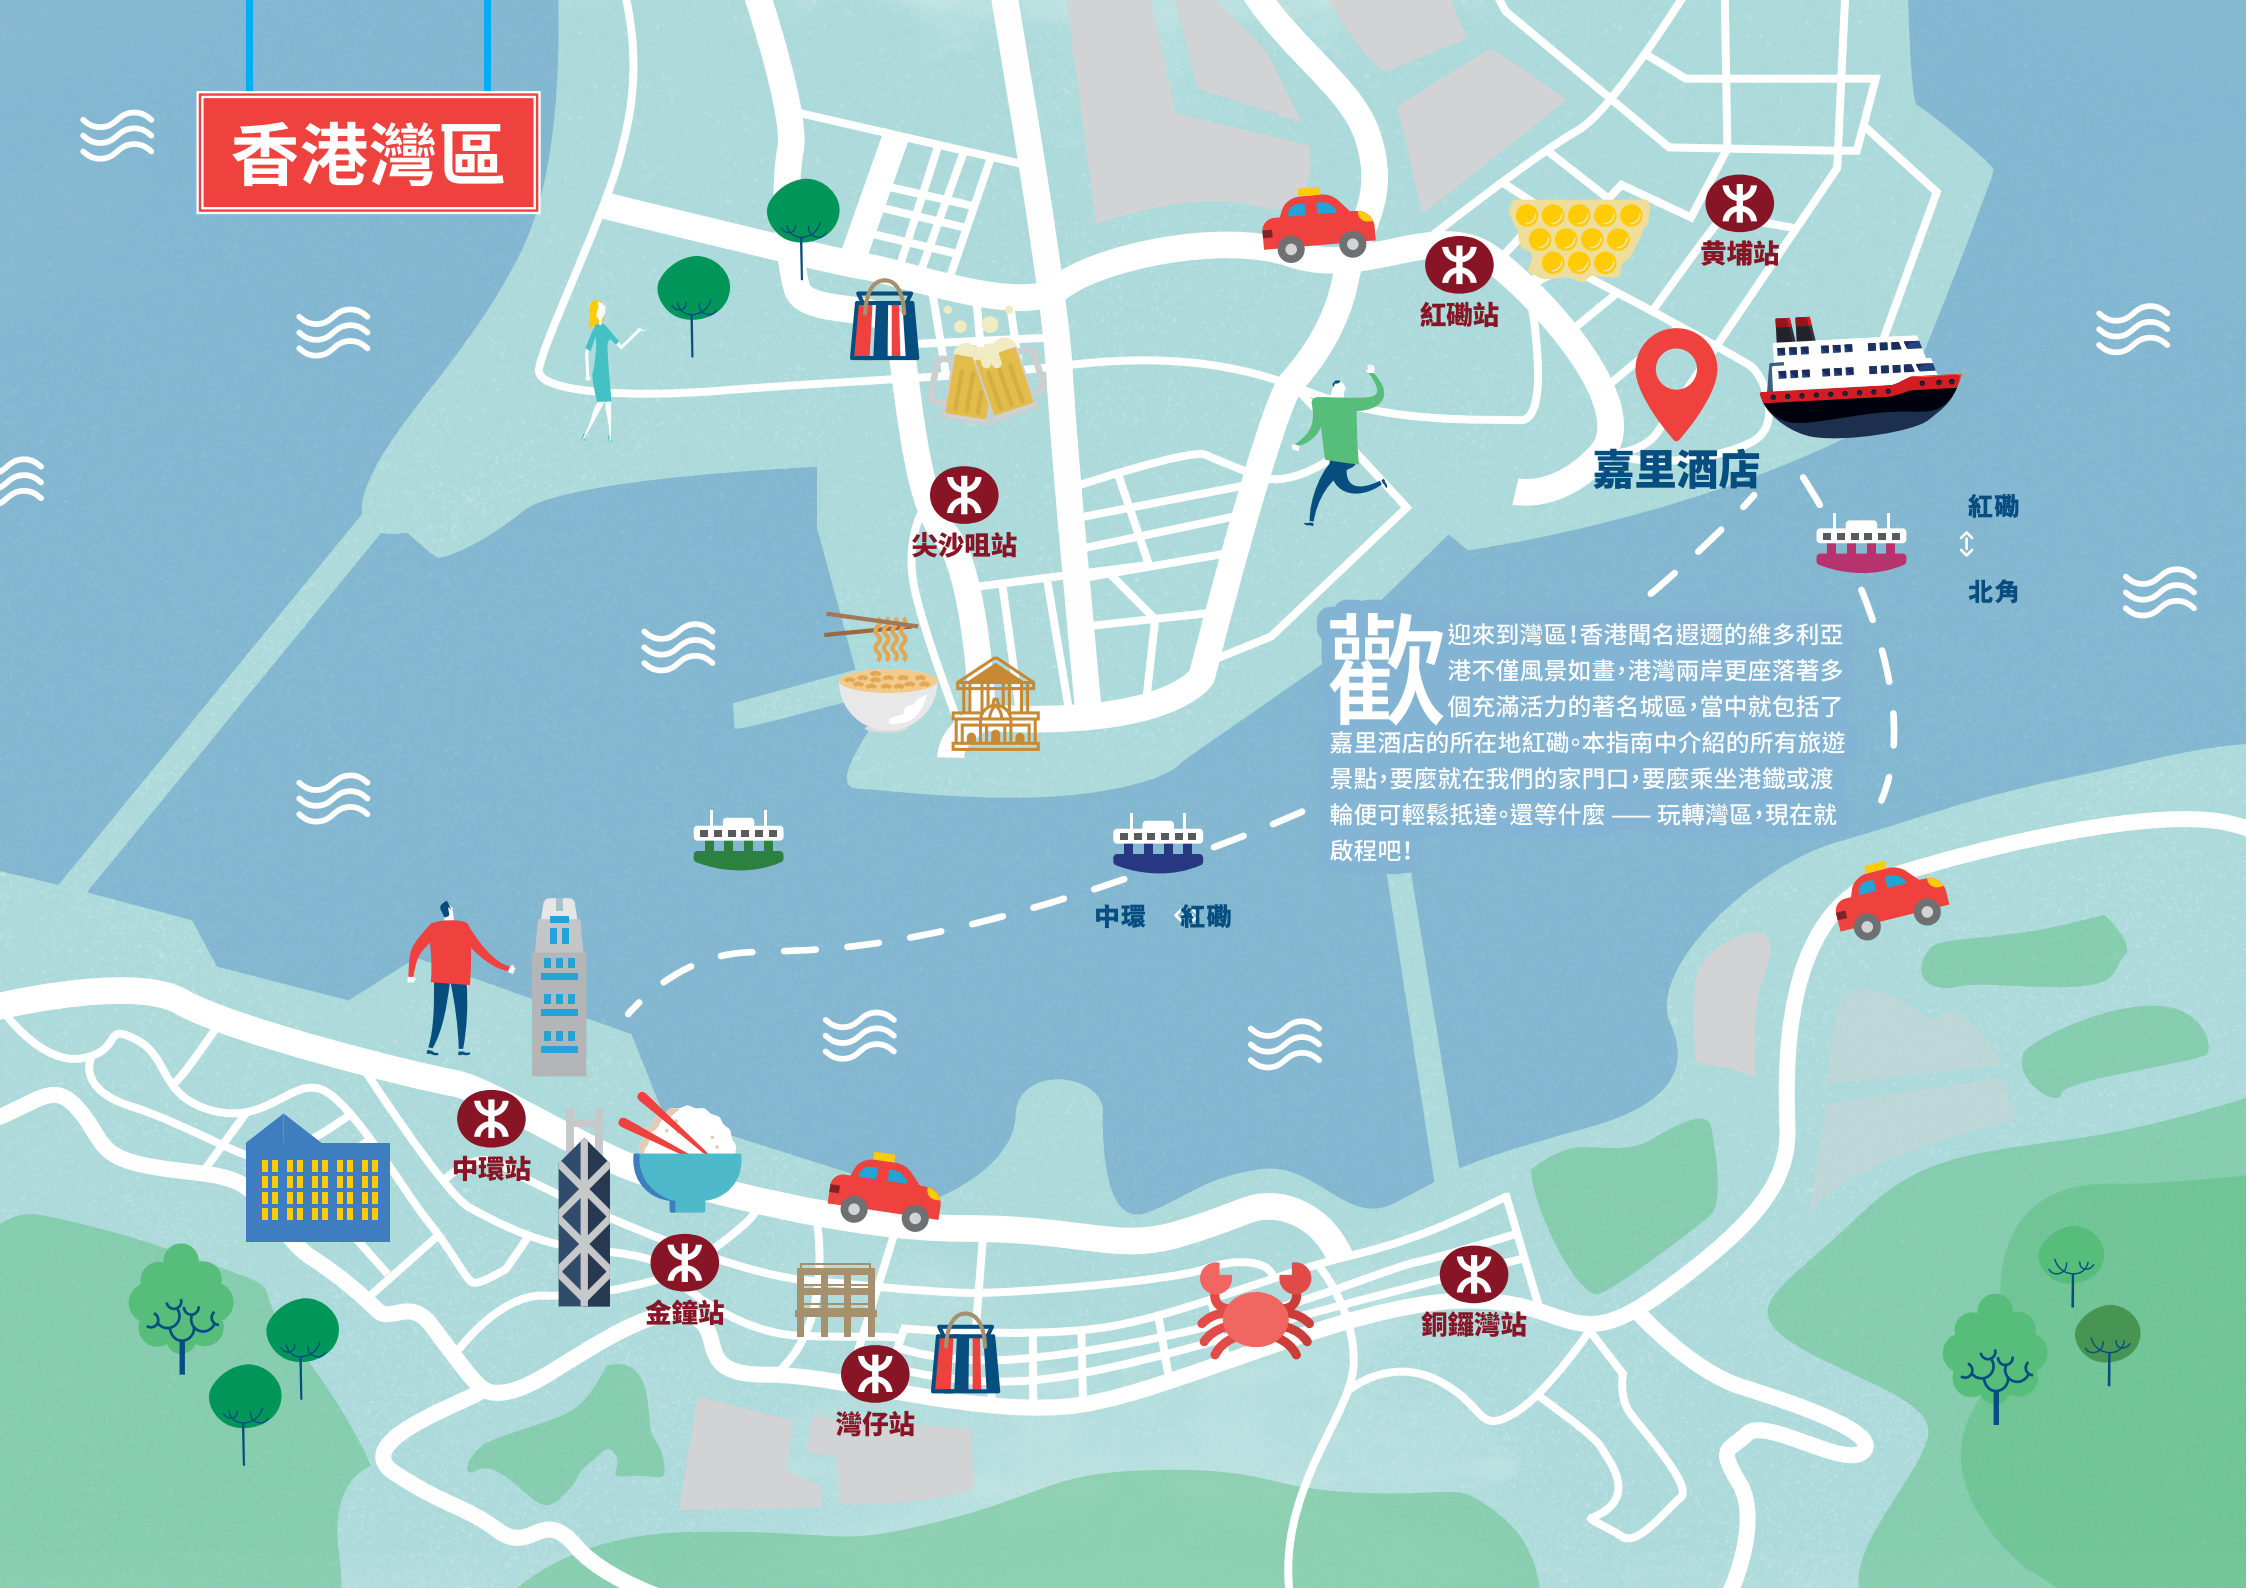 香港灣區
黄埔站
紅磡站
嘉里酒店
紅磡
北角
尖沙咀站
歡迎來到灣區！香港聞名遐邇的維多利亞
港不僅風景如畫，港灣兩岸更座落著多
個充滿活力的著名城區，當中就包括了
嘉里酒店的所在地紅磡。本指南中介紹的所有旅遊
景點，要麼就在我們的家門口，要麼乘坐港鐵或渡
輪便可輕鬆抵達。還等什麼 —— 玩轉灣區，現在就
啟程吧！
中環 紅磡
中環站
金鐘站
銅鑼灣站
灣仔站